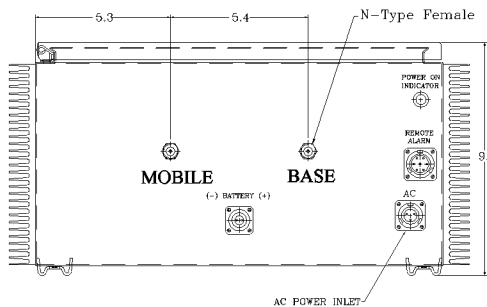 5.3
5.4
N-Type Female
POWER ON
INDICATOR
REMOTE
ALARM
9.
MOBILE
BASE
(-) BATTERY (+)
AC
AC POWER INLET